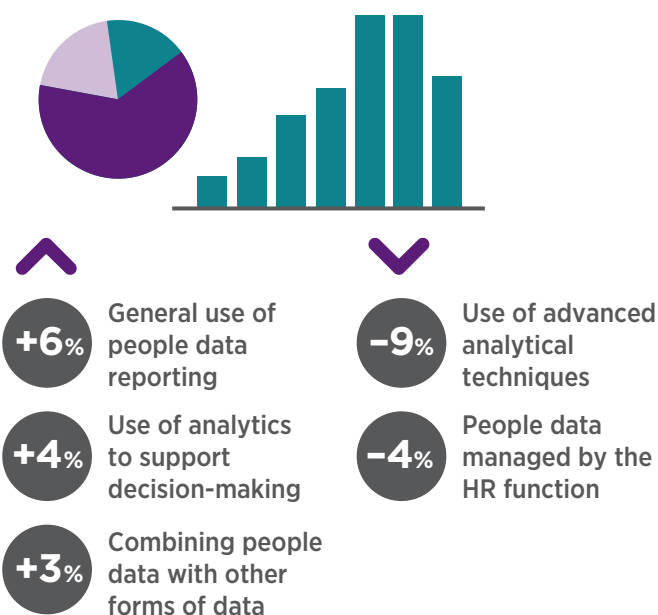 +6%
General use of
people data
reporting
+4%
Use of analytics
to support
decision-making
+3%
Combining people
data with other
forms of data
–9%
Use of advanced
analytical
techniques
–4%
People data
managed by the
HR function